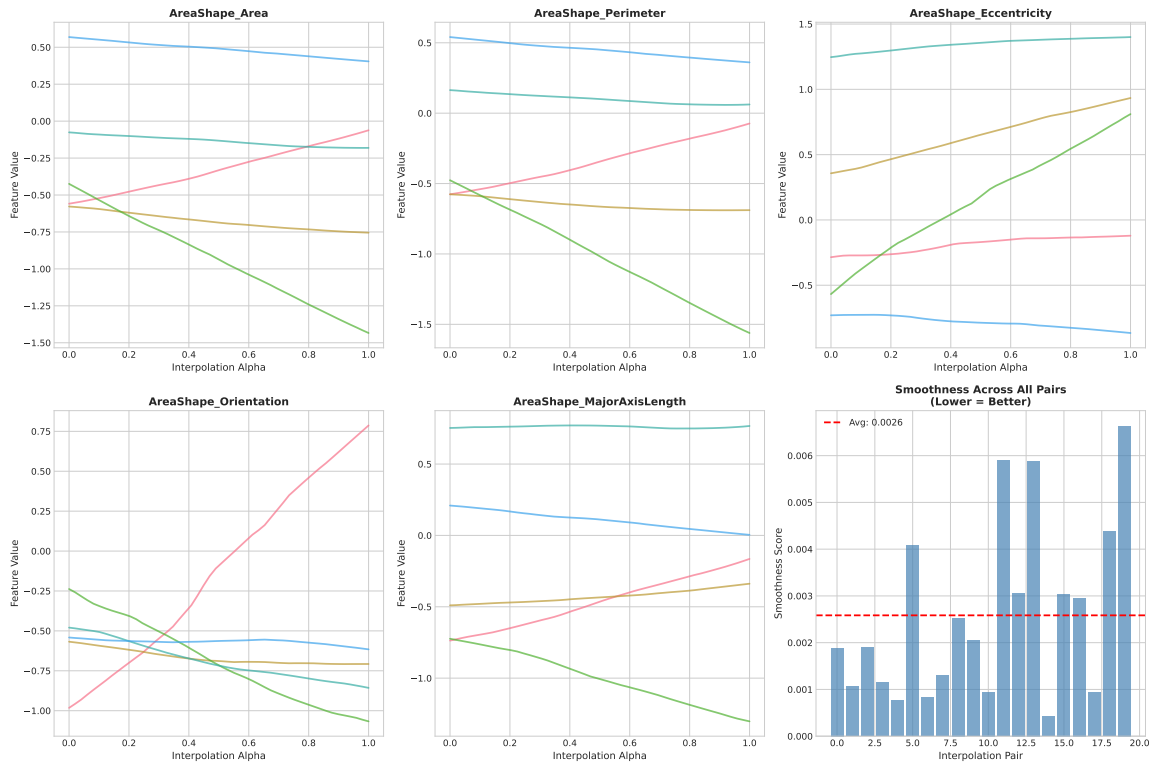 AreaShape_Area
0.50
0.25
0.00
−0.25
−0.50
−0.75
−1.00
−1.25
−1.50
Feature Value
0.0 0.2 0.4 0.6 0.8 1.0
Interpolation Alpha
AreaShape_Perimeter
0.5
0.0
−0.5
−1.0
−1.5
Feature Value
0.0 0.2 0.4 0.6 0.8 1.0
Interpolation Alpha
AreaShape_Eccentricity
1.5
1.0
0.5
0.0
−0.5
Feature Value
0.0 0.2 0.4 0.6 0.8 1.0
Interpolation Alpha
AreaShape_Orientation
0.75
0.50
0.25
0.00
−0.25
−0.50
−0.75
−1.00
Feature Value
0.0 0.2 0.4 0.6 0.8 1.0
Interpolation Alpha
AreaShape_MajorAxisLength
0.5
0.0
−0.5
−1.0
Feature Value
0.0 0.2 0.4 0.6 0.8 1.0
Interpolation Alpha
Smoothness Across All Pairs
(Lower = Better)
Avg: 0.0026
0.006
0.005
0.004
0.003
0.002
0.001
0.000
Smoothness Score
0.0 2.5 5.0 7.5 10.0 12.5 15.0 17.5 20.0
Interpolation Pair